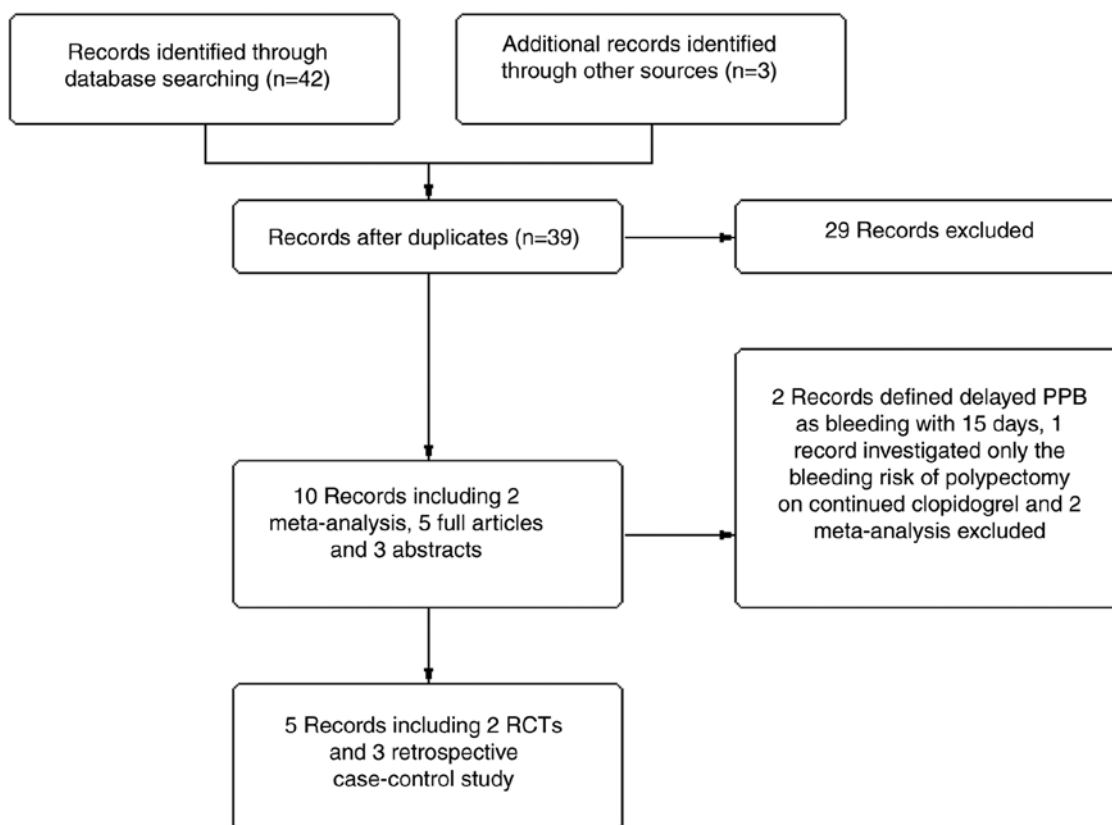 Records identified through
database searching (n=42)
Additional records identified
through other sources (n=3)
Records after duplicates (n=39)
29 Records excluded
10 Records including 2
meta-analysis, 5 full articles
and 3 abstracts
2 Records defined delayed PPB
as bleeding with 15 days, 1
record investigated only the
bleeding risk of polypectomy
on continued clopidogrel and 2
meta-analysis excluded
5 Records including 2 RCTs
and 3 retrospective
case-control study